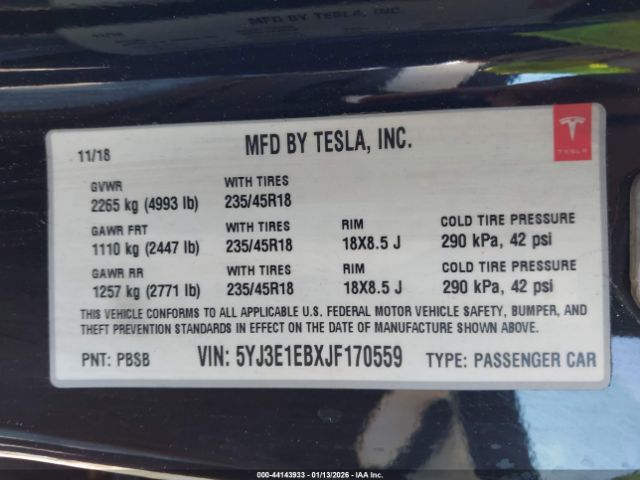 11/18
MFD BY TESLA, INC.
TESLA
GVWR WITH TIRES
2265 kg (4993 lb) 235/45R18
GAWR FRT WITH TIRES RIM COLD TIRE PRESSURE
1110 kg (2447 lb) 235/45R18 18X8.5 J 290 kPa, 42 psi
GAWR RR WITH TIRES RIM COLD TIRE PRESSURE
1257 kg (2771 lb) 235/45R18 18X8.5 J 290 kPa, 42 psi
THIS VEHICLE CONFORMS TO ALL APPLICABLE U.S. FEDERAL MOTOR VEHICLE SAFETY, BUMPER, AND
THEFT PREVENTION STANDARDS IN EFFECT ON THE DATE OF MANUFACTURE SHOWN ABOVE.
PNT: PBSB VIN: 5YJ3E1EBXJF170559 TYPE: PASSENGER CAR
000-44143933 - 01/13/2026 - IAAI INC.